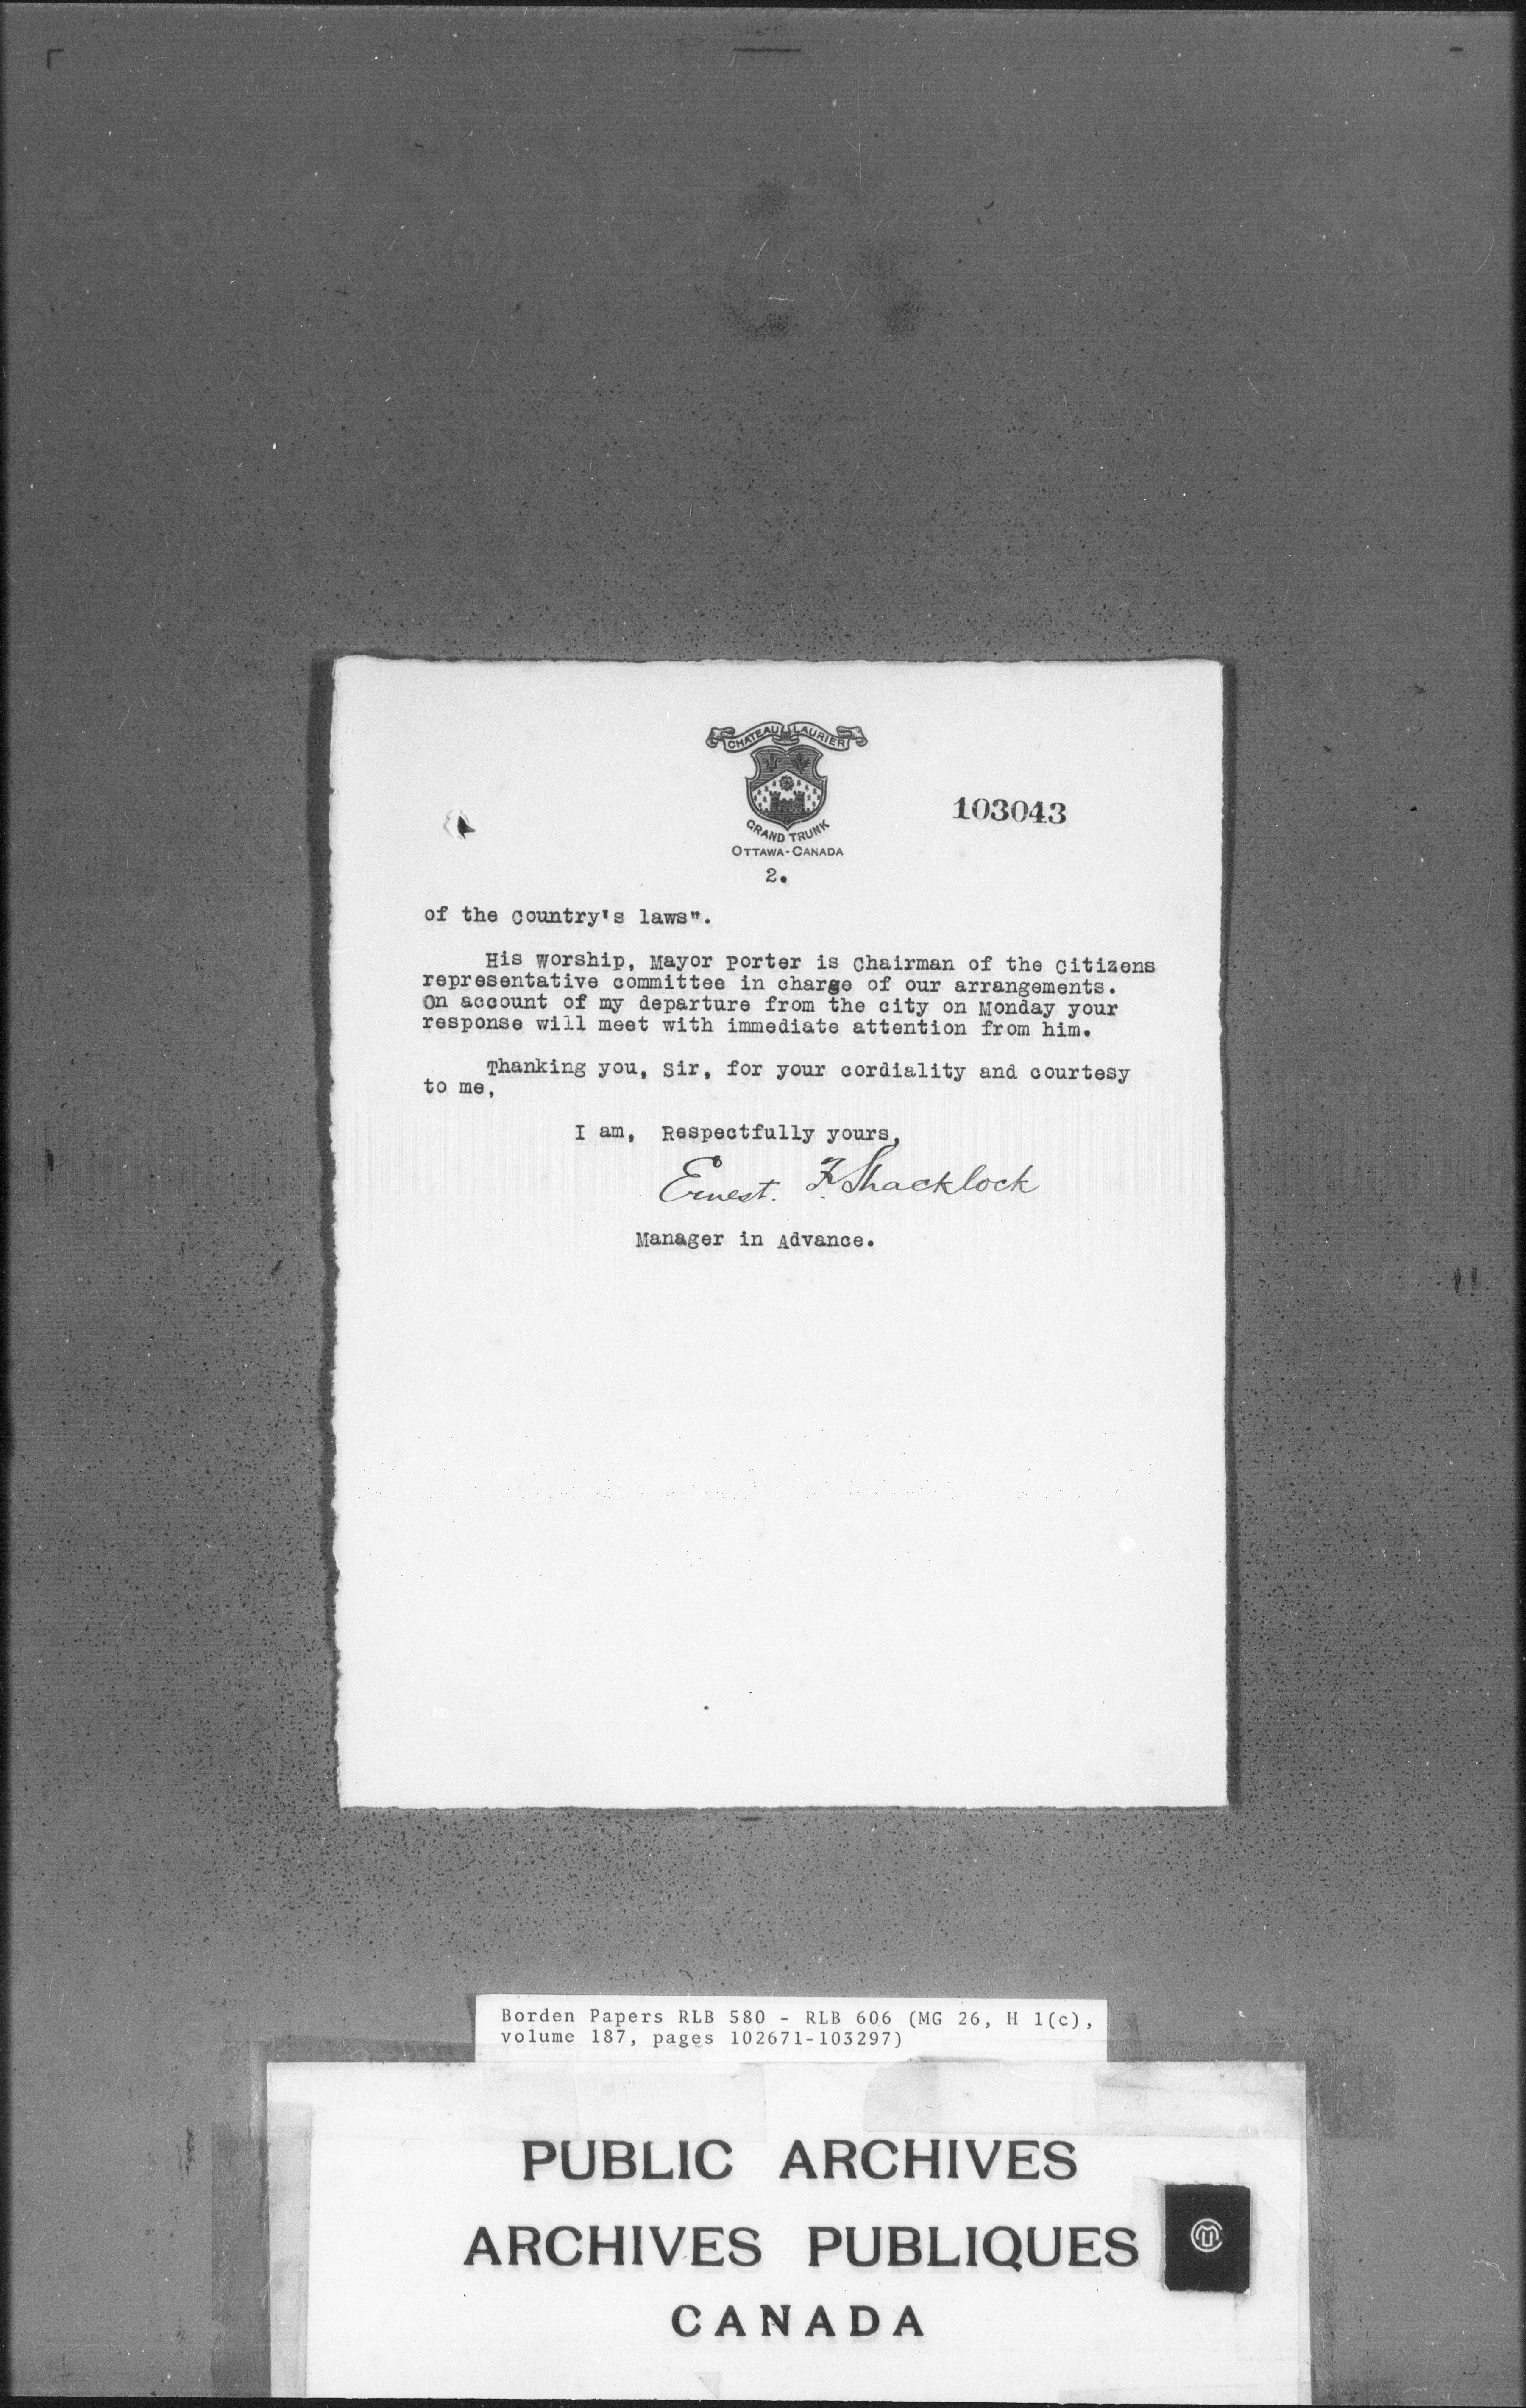 CHATEAU LAURIER
GRAND TRUNK
OTTAWA-CANADA
103043
2.
of the Country's laws".
His Worship, Mayor Porter is Chairman of the Citizens
representative committee in charge of our arrangements.
On account of my departure from the city on Monday your
response will meet with immediate attention from him.
Thanking you, Sir, for your cordiality and courtesy
to me,
I am, Respectfully yours,
Ernest. F. Shacklock
Manager in Advance.
Borden Papers RLB 580 - RLB 606 (MG 26, H 1(c),
volume 187, pages 102671-103297)
PUBLIC ARCHIVES
ARCHIVES PUBLIQUES
CANADA